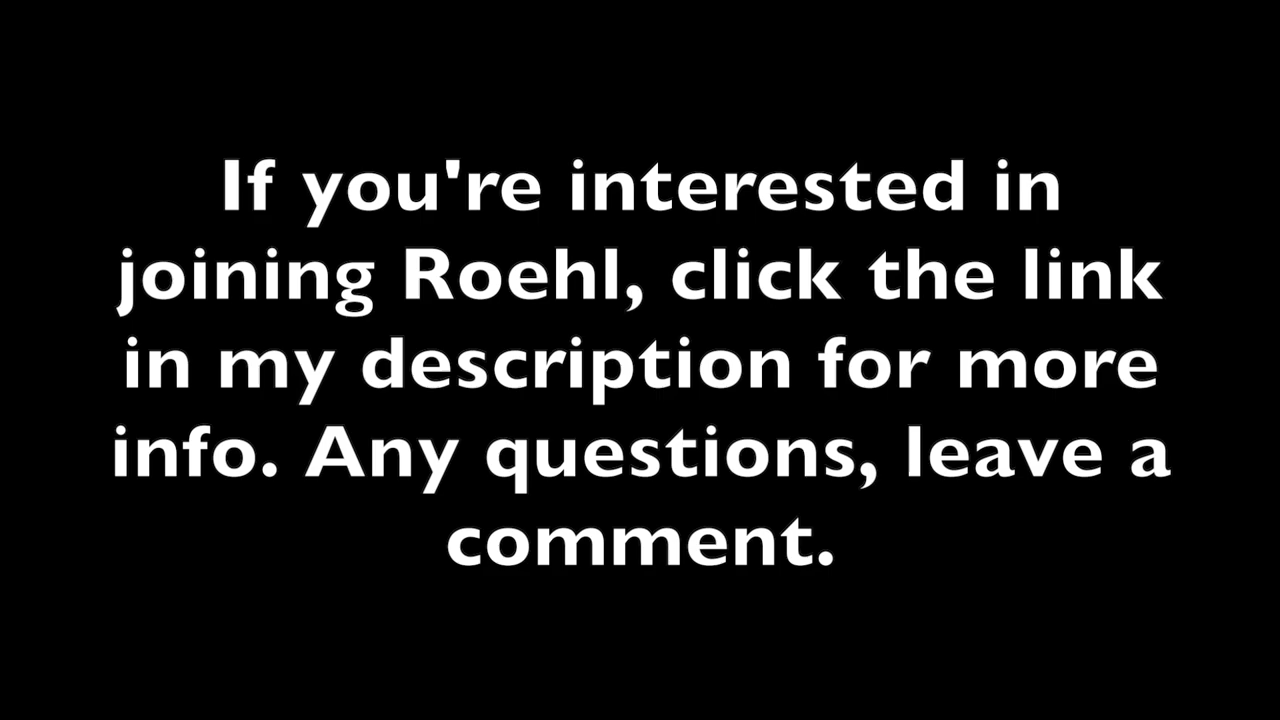 If you're interested in
joining Roehl, click the link
in my description for more
info. Any questions, leave a
comment.